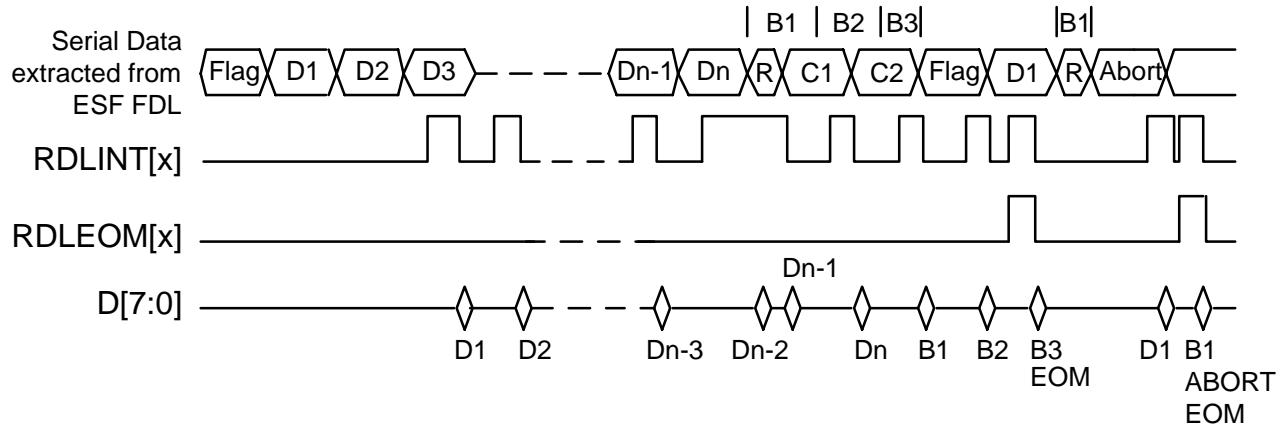 B1 B2 B3 B1
Serial Data
extracted from
ESF FDL
Flag D1 D2 D3 Dn-1 Dn R C1 C2 Flag D1 R Abort
RDLINT[x]
RDLEOM[x]
Dn-1
D[7:0]
D1 D2 Dn-3 Dn-2 Dn B1 B2 B3 D1 B1
EOM
ABORT
EOM